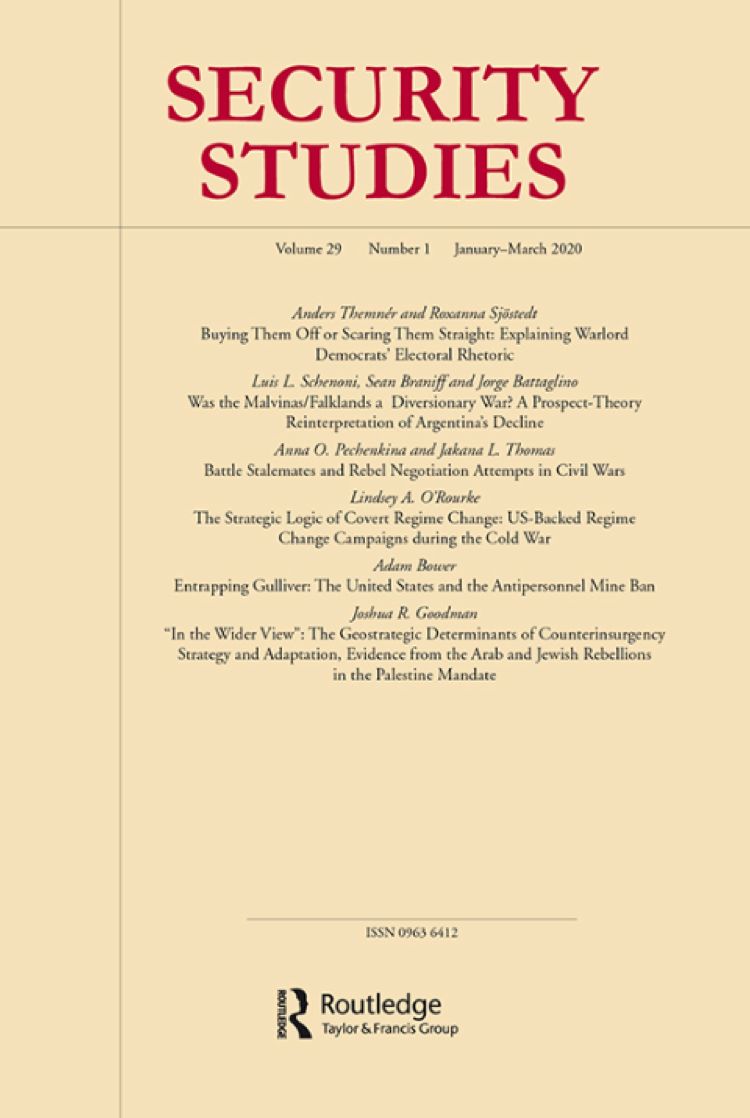 SECURITY
STUDIES
Volume 29 Number 1 January–March 2020
Anders Themnér and Roxanna Sjöstedt
Buying Them Off or Scaring Them Straight: Explaining Warlord
Democrats' Electoral Rhetoric
Luis L. Schenoni, Sean Braniff and Jorge Battaglino
Was the Malvinas/Falklands a Diversionary War? A Prospect-Theory
Reinterpretation of Argentina's Decline
Anna O. Pechenkina and Jakana L. Thomas
Battle Stalemates and Rebel Negotiation Attempts in Civil Wars
Lindsey A. O'Rourke
The Strategic Logic of Covert Regime Change: US-Backed Regime
Change Campaigns during the Cold War
Adam Bower
Entrapping Gulliver: The United States and the Antipersonnel Mine Ban
Joshua R. Goodman
"In the Wider View": The Geostrategic Determinants of Counterinsurgency
Strategy and Adaptation, Evidence from the Arab and Jewish Rebellions
in the Palestine Mandate
ISSN 0963 6412
ROUTLEDGE
Routledge
Taylor & Francis Group